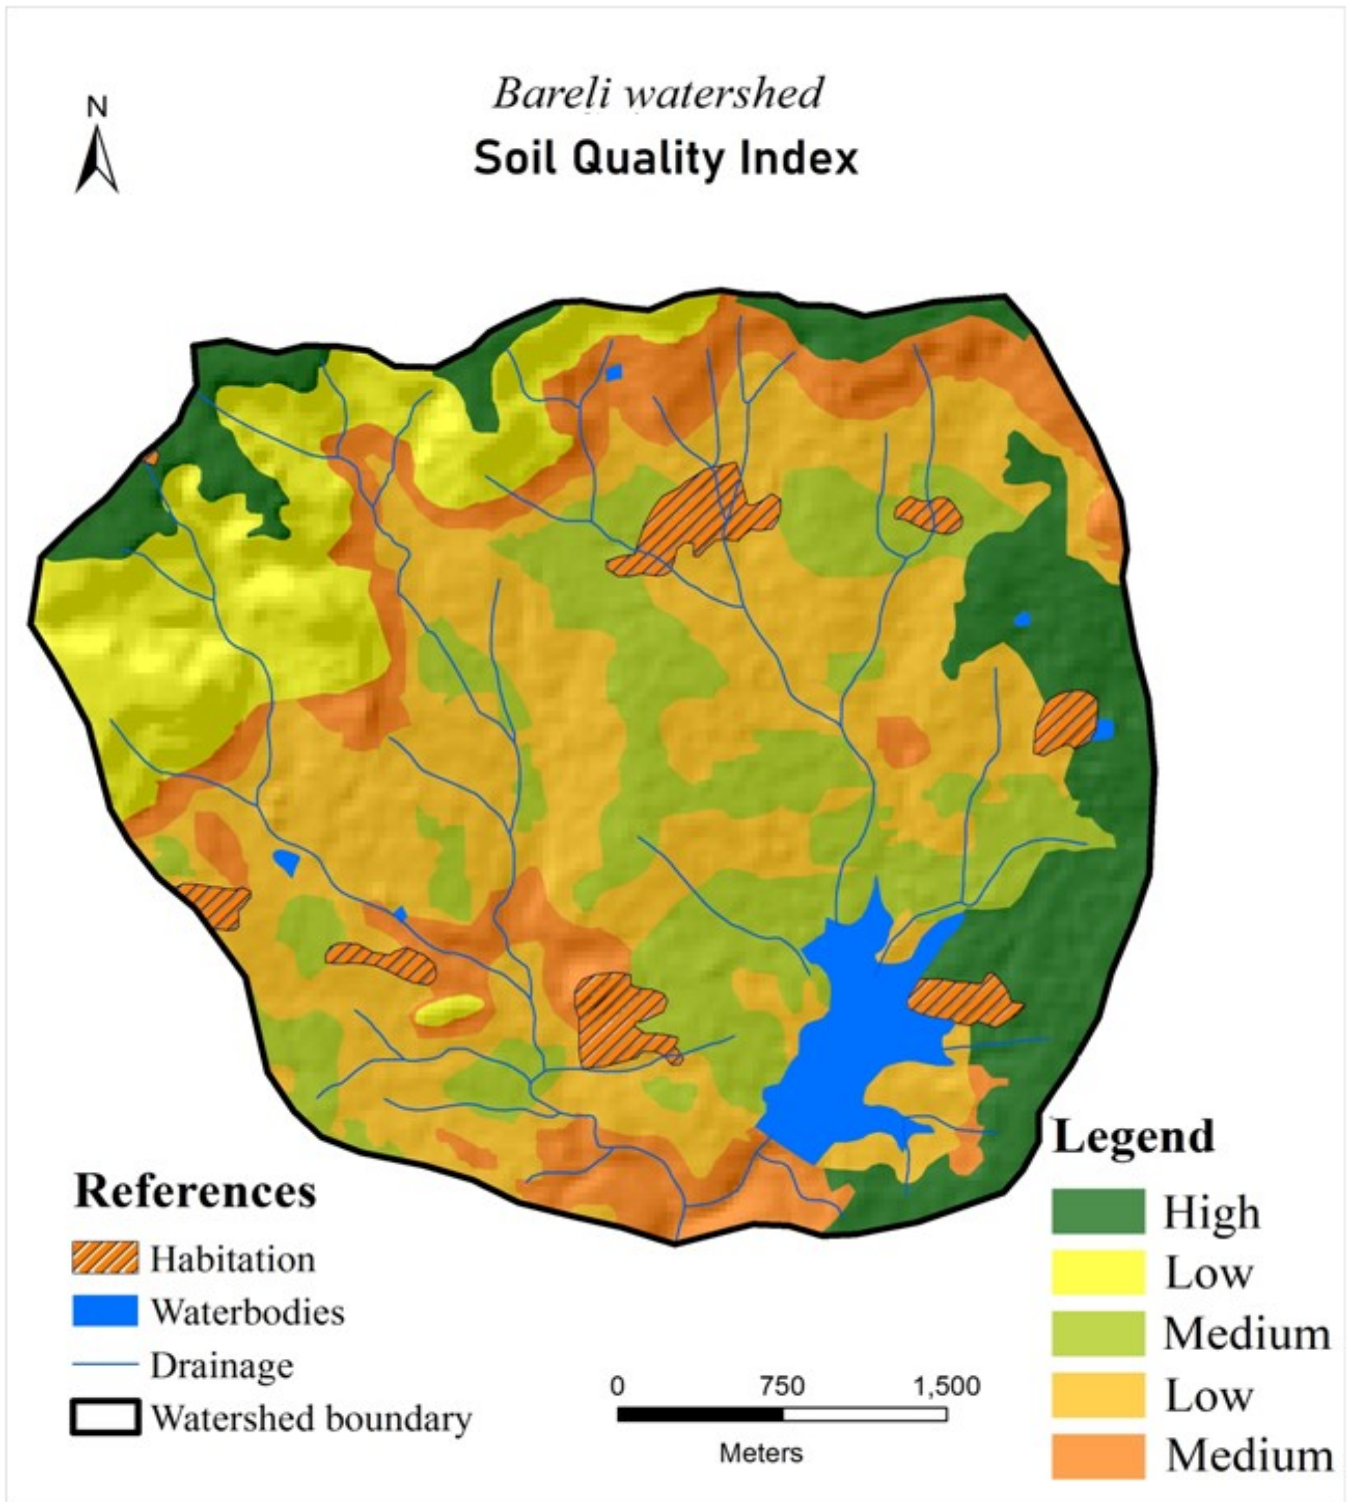 Bareli watershed
Soil Quality Index
N
References
Habitation
Waterbodies
Drainage
Watershed boundary
0 750 1,500
Meters
Legend
High
Low
Medium
Low
Medium